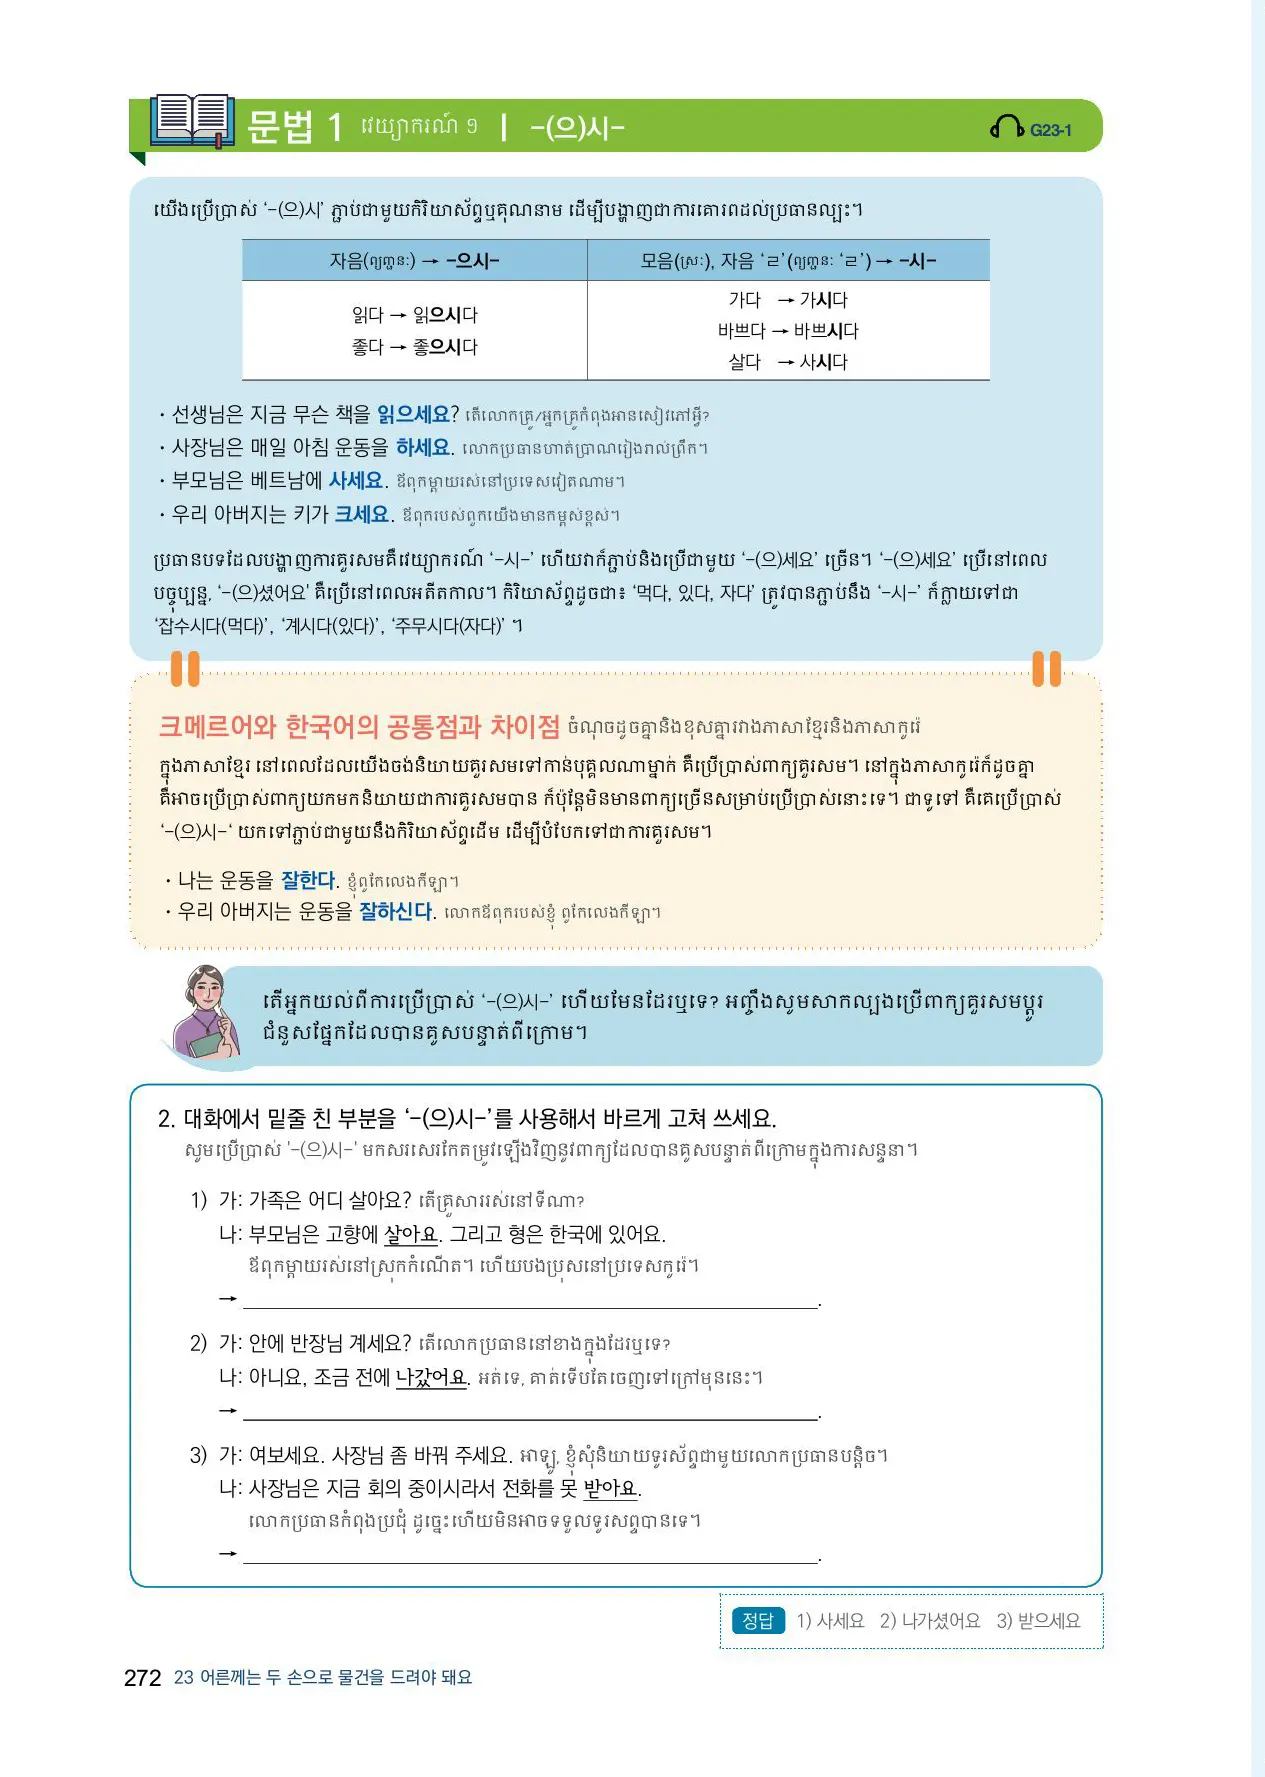 문법 1 វេយ្យាករណ៍ ១ | -(으)시-
G23-1
យើងប្រើប្រាស់ ‘-(으)시’ ភ្ជាប់ជាមួយកិរិយាស័ព្ទឬគុណនាម ដើម្បីបង្ហាញជាការគោរពដល់ប្រធានល្បះ។
자음(ព្យញ្ជនៈ) → -으시-
모음(ស្រៈ), 자음 ‘ㄹ’(ព្យញ្ជនៈ ‘ㄹ’) → -시-
읽다 → 읽으시다
좋다 → 좋으시다
가다 → 가시다
바쁘다 → 바쁘시다
살다 → 사시다
· 선생님은 지금 무슨 책을 읽으세요? តើលោកគ្រូ/អ្នកគ្រូកំពុងអានសៀវភៅអ្វី?
· 사장님은 매일 아침 운동을 하세요. លោកប្រធានហាត់ប្រាណរៀងរាល់ព្រឹក។
· 부모님은 베트남에 사세요. ឪពុកម្តាយរស់នៅប្រទេសវៀតណាម។
· 우리 아버지는 키가 크세요. ឪពុករបស់ពួកយើងមានកម្ពស់ខ្ពស់។
ប្រធានបទដែលបង្ហាញការគួរសមគឺវេយ្យាករណ៍ ‘-시-’ ហើយវាក៏ភ្ជាប់និងប្រើជាមួយ ‘-(으)세요’ ច្រើន។ ‘-(으)세요’ ប្រើនៅពេល
បច្ចុប្បន្ន, ‘-(으)셨어요' គឺប្រើនៅពេលអតីតកាល។ កិរិយាស័ព្ទដូចជា៖ ‘먹다, 있다, 자다’ ត្រូវបានភ្ជាប់នឹង ‘-시-’ ក៏ក្លាយទៅជា
‘잡수시다(먹다)’, ‘계시다(있다)’, ‘주무시다(자다)’ ។
크메르어와 한국어의 공통점과 차이점 ចំណុចដូចគ្នានិងខុសគ្នារវាងភាសាខ្មែរនិងភាសាកូរ៉េ
ក្នុងភាសាខ្មែរ នៅពេលដែលយើងចង់និយាយគួរសមទៅកាន់បុគ្គលណាម្នាក់ គឺប្រើប្រាស់ពាក្យគួរសម។ នៅក្នុងភាសាកូរ៉េក៏ដូចគ្នា
គឺអាចប្រើប្រាស់ពាក្យយកមកនិយាយជាការគួរសមបាន ក៏ប៉ុន្តែមិនមានពាក្យច្រើនសម្រាប់ប្រើប្រាស់នោះទេ។ ជាទូទៅ គឺគេប្រើប្រាស់
‘-(으)시-‘ យកទៅភ្ជាប់ជាមួយនឹងកិរិយាស័ព្ទដើម ដើម្បីបំបែកទៅជាការគួរសម។
· 나는 운동을 잘한다. ខ្ញុំពូកែលេងកីឡា។
· 우리 아버지는 운동을 잘하신다. លោកឪពុករបស់ខ្ញុំ ពូកែលេងកីឡា។
តើអ្នកយល់ពីការប្រើប្រាស់ ‘-(으)시-’ ហើយមែនដែរឬទេ? អញ្ចឹងសូមសាកល្បងប្រើពាក្យគួរសមប្តូរ
ជំនួសផ្នែកដែលបានគូសបន្ទាត់ពីក្រោម។
2. 대화에서 밑줄 친 부분을 ‘-(으)시-’를 사용해서 바르게 고쳐 쓰세요.
សូមប្រើប្រាស់ '-(으)시-' មកសរសេរកែតម្រូវឡើងវិញនូវពាក្យដែលបានគូសបន្ទាត់ពីក្រោមក្នុងការសន្ទនា។
1) 가: 가족은 어디 살아요? តើគ្រួសាររស់នៅទីណា?
나: 부모님은 고향에 살아요. 그리고 형은 한국에 있어요.
ឪពុកម្តាយរស់នៅស្រុកកំណើត។ ហើយបងប្រុសនៅប្រទេសកូរ៉េ។
→ .
2) 가: 안에 반장님 계세요? តើលោកប្រធាននៅខាងក្នុងដែរឬទេ?
나: 아니요, 조금 전에 나갔어요. អត់ទេ, គាត់ទើបតែចេញទៅក្រៅមុននេះ។
→ .
3) 가: 여보세요. 사장님 좀 바꿔 주세요. អាឡូ, ខ្ញុំសុំនិយាយទូរស័ព្ទជាមួយលោកប្រធានបន្តិច។
나: 사장님은 지금 회의 중이시라서 전화를 못 받아요.
លោកប្រធានកំពុងប្រជុំ ដូច្នេះហើយមិនអាចទទួលទូរសព្ទបានទេ។
→ .
정답 1) 사세요 2) 나가셨어요 3) 받으세요
272 23 어른께는 두 손으로 물건을 드려야 돼요